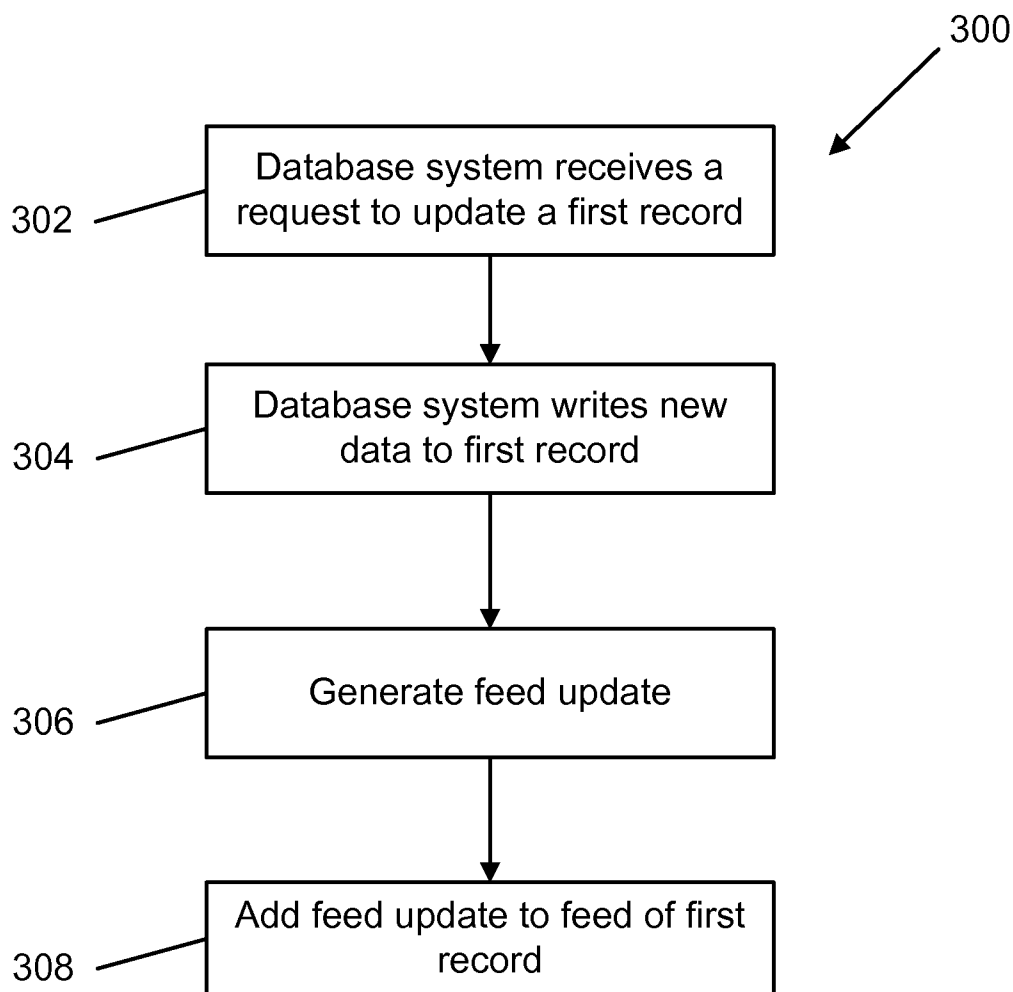 300
302
Database system receives a
request to update a first record
304
Database system writes new
data to first record
306
Generate feed update
308
Add feed update to feed of first
record